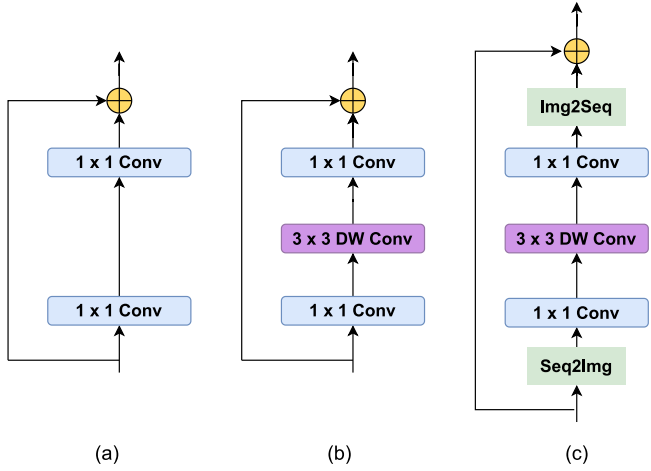 1 x 1 Conv
1 x 1 Conv
(a)
1 x 1 Conv
3 x 3 DW Conv
1 x 1 Conv
(b)
Img2Seq
1 x 1 Conv
3 x 3 DW Conv
1 x 1 Conv
Seq2Img
(c)